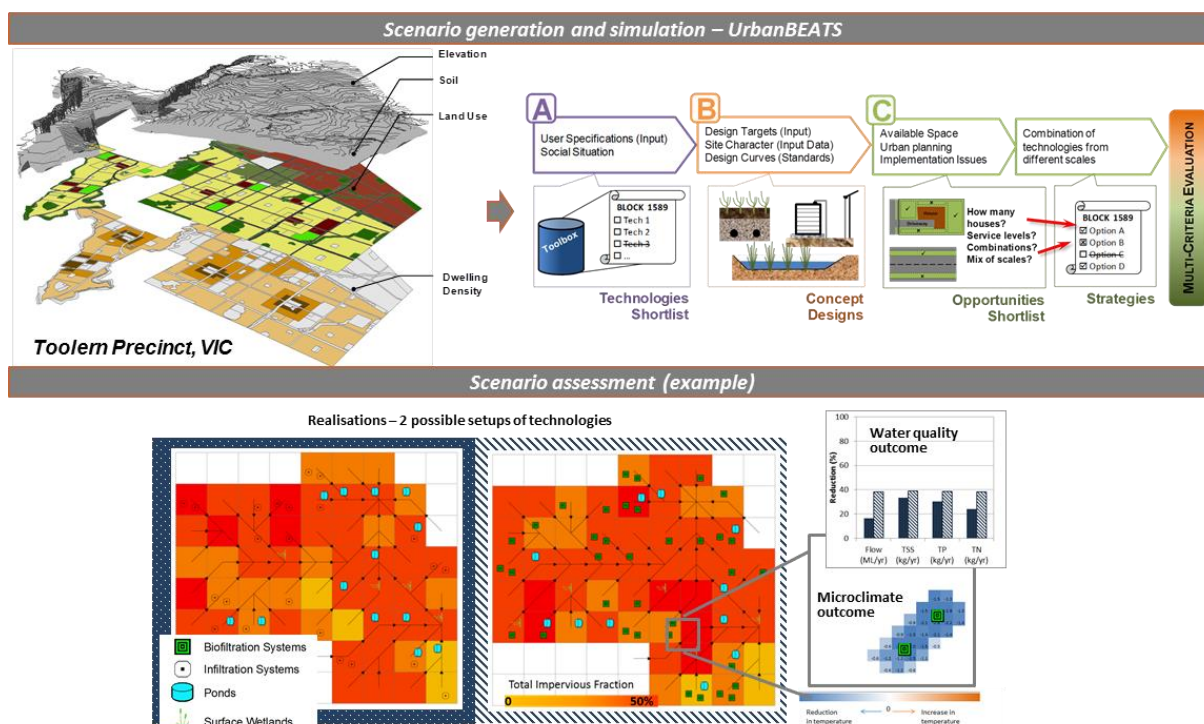 Scenario generation and simulation - UrbanBEATS
Elevation
Soil
Land Use
Dwelling
Density
Toolern Precinct, VIC
A
User Specifications (Input)
Social Situation
B
Design Targets (Input)
Site Character (Input Data)
Design Curves (Standards)
C
Available Space
Urban planning
Implementation Issues
Combination of
technologies from
different scales
Toolbox
BLOCK 1589
Tech 1
Tech 2
Tech 3
...
Technologies
Shortlist
Concept
Designs
How many
houses?
Service levels?
Combinations?
Mix of scales?
Opportunities
Shortlist
BLOCK 1589
Option A
Option B
Option C
Option D
Strategies
MULTI-CRITERIA EVALUATION
Scenario assessment (example)
Realisations – 2 possible setups of technologies
Biofiltration Systems
Infiltration Systems
Ponds
Surface Wetlands
Total Impervious Fraction
0 50%
Water quality
outcome
Reduction (%)
100
80
60
40
20
0
Flow TSS TP TN
(ML/yr) (kg/yr) (kg/yr) (kg/yr)
Microclimate
outcome
0
Reduction Increase in
in temperature temperature